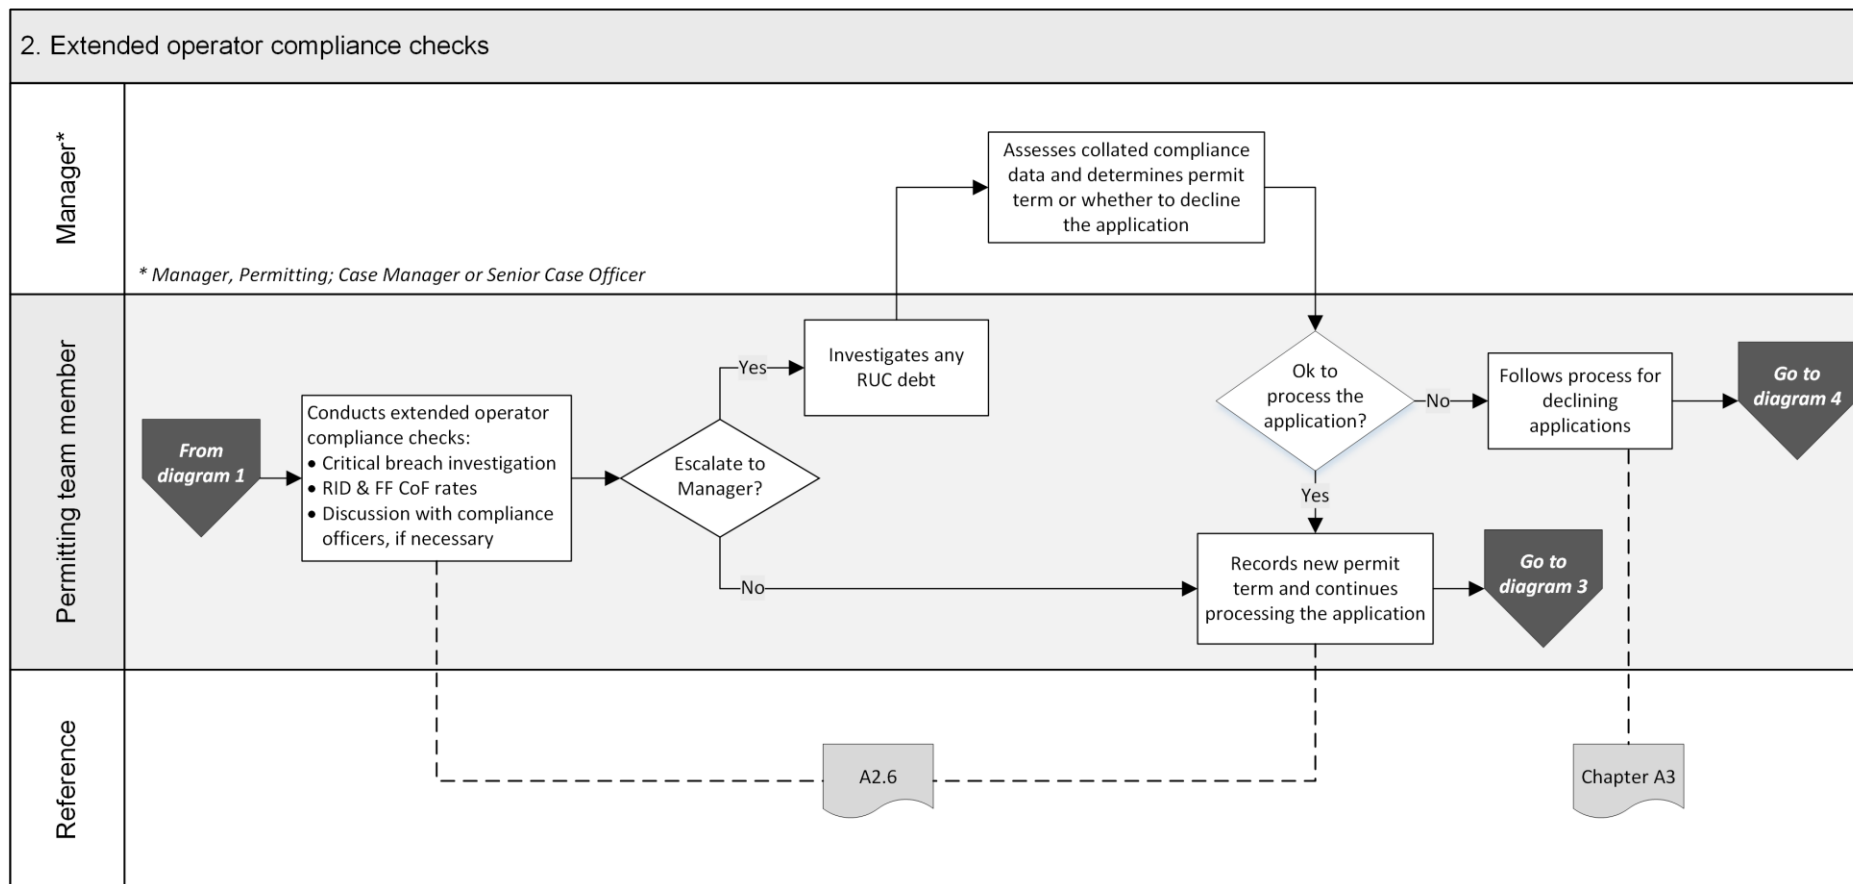 2. Extended operator compliance checks
Manager*
Assesses collated compliance
data and determines permit
term or whether to decline
the application
* Manager, Permitting; Case Manager or Senior Case Officer
Permitting team member
From
diagram 1
Conducts extended operator
compliance checks:
• Critical breach investigation
• RID & FF CoF rates
• Discussion with compliance
officers, if necessary
Escalate to
Manager?
Yes
Investigates any
RUC debt
No
Ok to
process the
application?
No
Follows process for
declining
applications
Go to
diagram 4
Yes
Records new permit
term and continues
processing the application
Go to
diagram 3
Reference
A2.6
Chapter A3